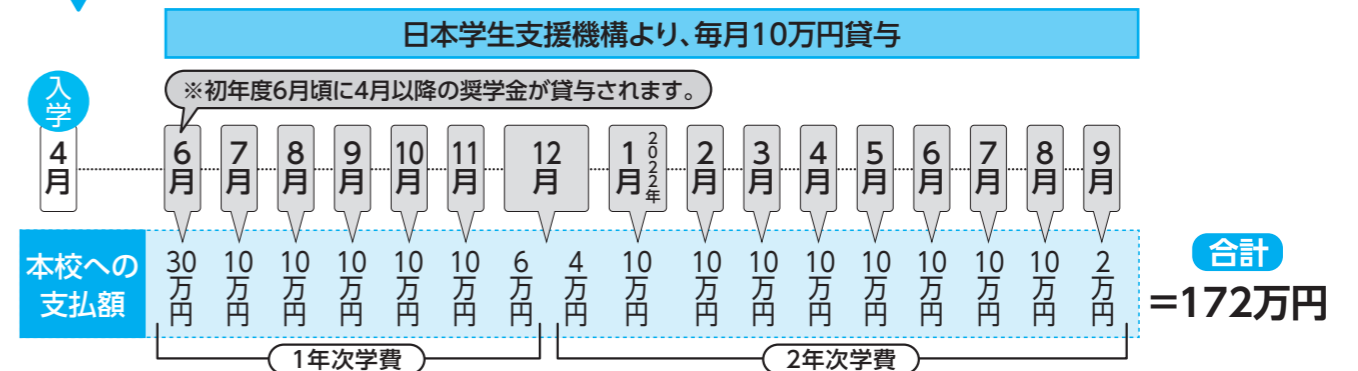 日本学生支援機構より、毎月10万円貸与
入学
※初年度6月頃に4月以降の奨学金が貸与されます。
4月 6月 7月 8月 9月 10月 11月 12月 1月 2022年 2月 3月 4月 5月 6月 7月 8月 9月
本校への
支払額
30万円 10万円 10万円 10万円 10万円 10万円 6万円 4万円 10万円 10万円 10万円 10万円 10万円 10万円 10万円 10万円 2万円
合計
=172万円
1年次学費 2年次学費